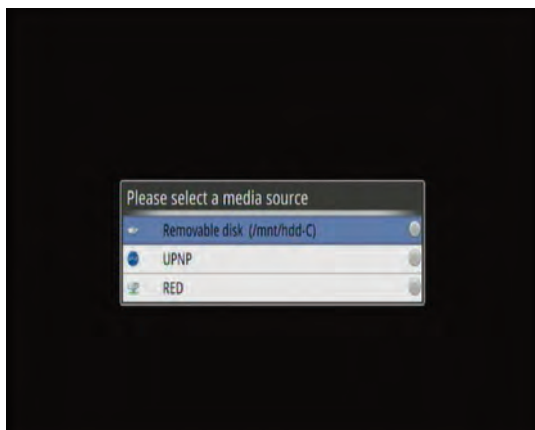 Please select a media source
Removable disk (/mnt/hdd-C)
UPNP
RED